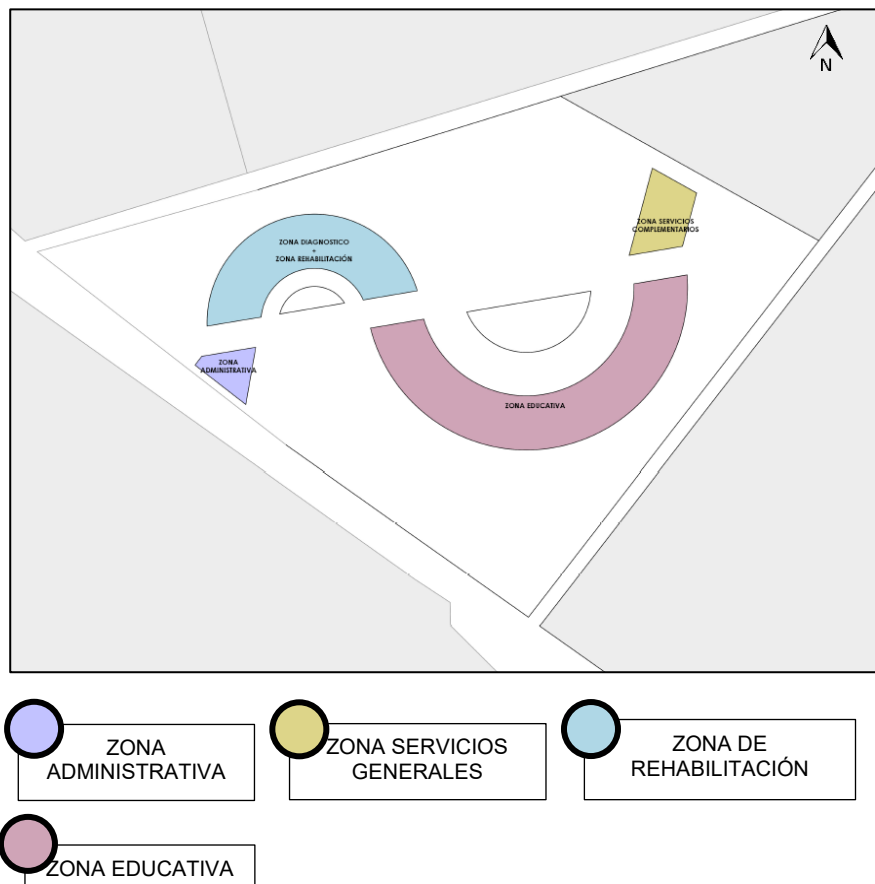 N
ZONA SERVICIOS
COMPLEMENTARIOS
ZONA DIAGNOSTICO
+
ZONA REHABILITACIÓN
ZONA
ADMINISTRATIVA
ZONA EDUCATIVA
ZONA
ADMINISTRATIVA
ZONA SERVICIOS
GENERALES
ZONA DE
REHABILITACIÓN
ZONA EDUCATIVA